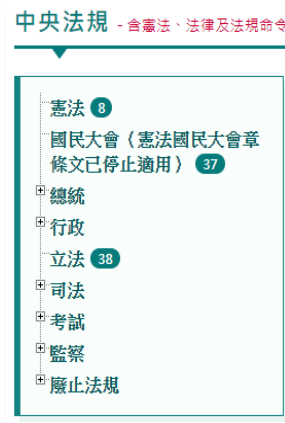 中央法規 - 含憲法、法律及法規命令
憲法 8
國民大會（憲法國民大會章
條文已停止適用） 37
總統
行政
立法 38
司法
考試
監察
廢止法規